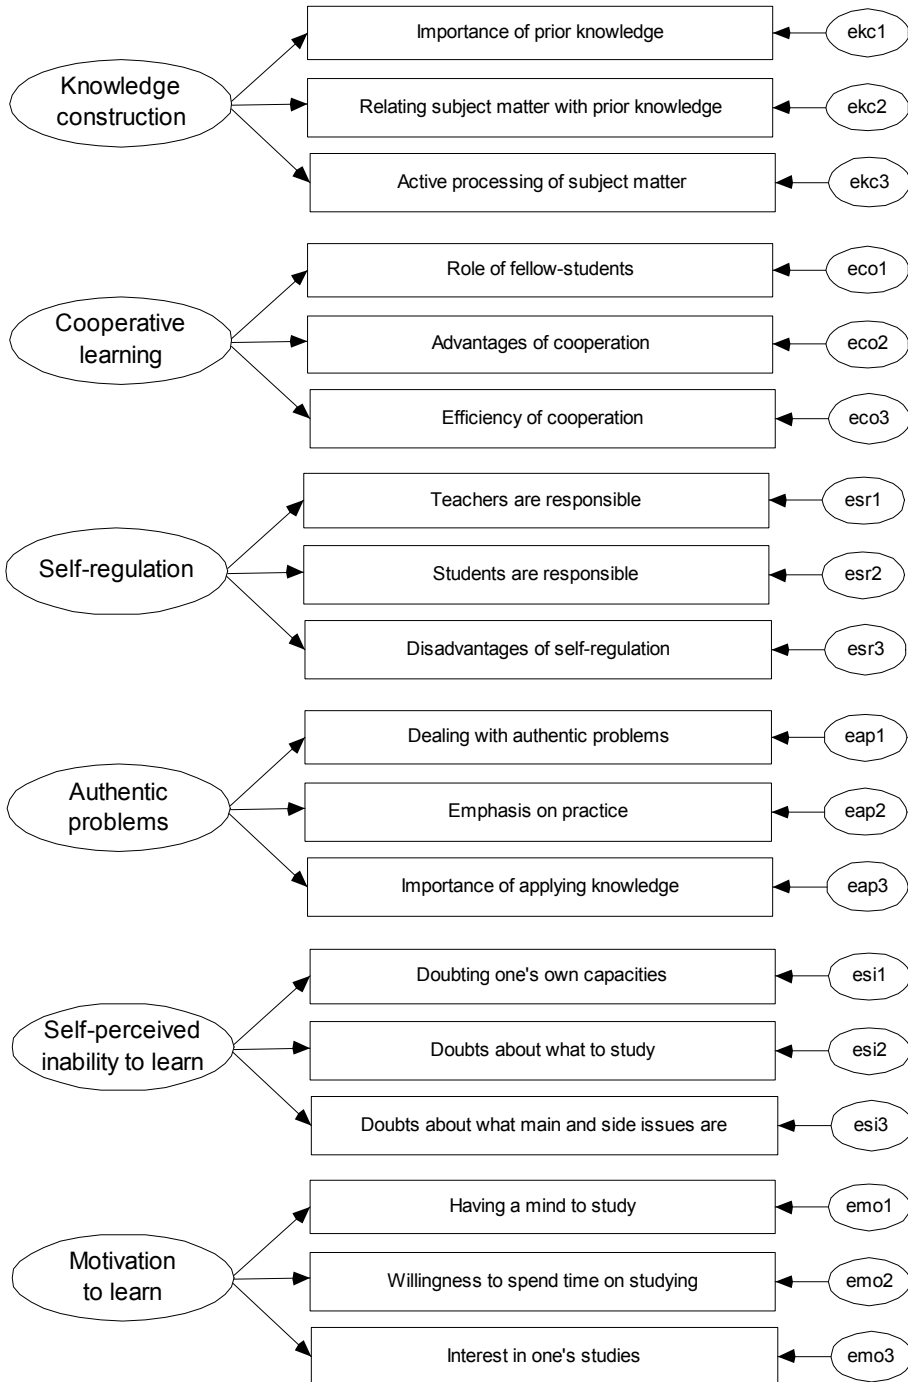 Importance of prior knowledge
ekc1
Knowledge
construction
Relating subject matter with prior knowledge
ekc2
Active processing of subject matter
ekc3
Role of fellow-students
eco1
Cooperative
learning
Advantages of cooperation
eco2
Efficiency of cooperation
eco3
Teachers are responsible
esr1
Self-regulation
Students are responsible
esr2
Disadvantages of self-regulation
esr3
Dealing with authentic problems
eap1
Authentic
problems
Emphasis on practice
eap2
Importance of applying knowledge
eap3
Doubting one's own capacities
esi1
Self-perceived
inability to learn
Doubts about what to study
esi2
Doubts about what main and side issues are
esi3
Having a mind to study
emo1
Motivation
to learn
Willingness to spend time on studying
emo2
Interest in one's studies
emo3